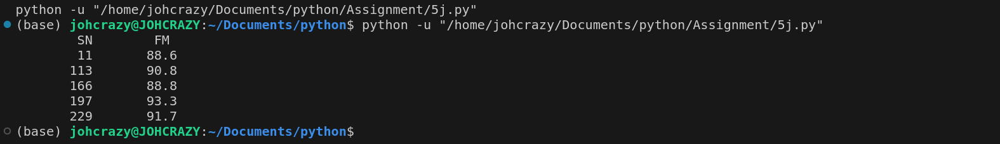 python -u "/home/johcrazy/Documents/python/Assignment/5j.py"
(base) johcrazy@JOHCRAZY:~/Documents/python$ python -u "/home/johcrazy/Documents/python/Assignment/5j.py"
SN FM
11 88.6
113 90.8
166 88.8
197 93.3
229 91.7
(base) johcrazy@JOHCRAZY:~/Documents/python$